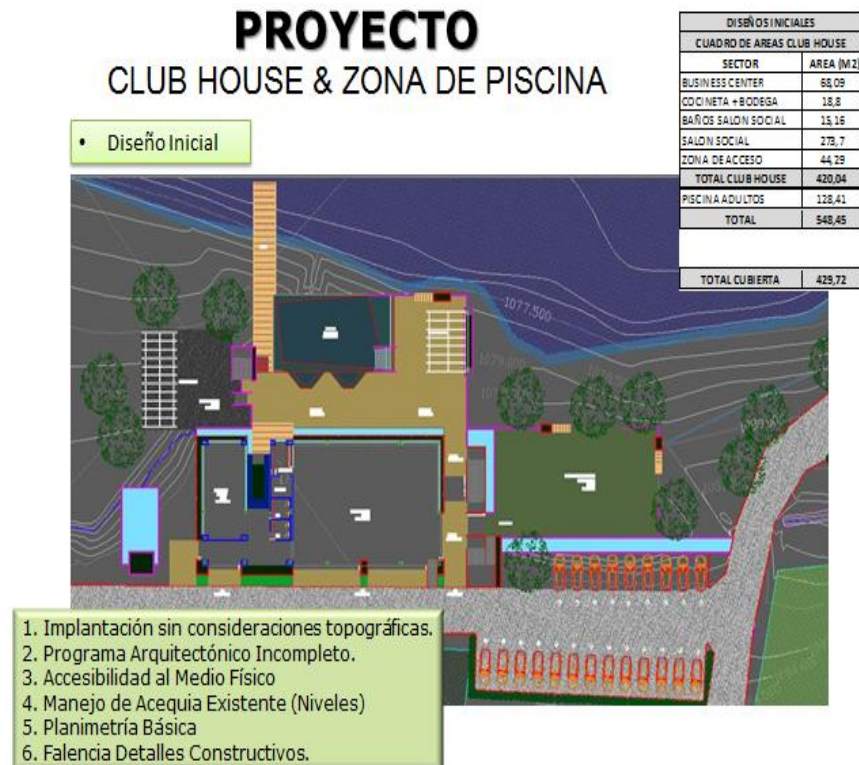 PROYECTO
CLUB HOUSE & ZONA DE PISCINA
• Diseño Inicial
DISEÑOS INICIALES
CUADRO DE AREAS CLUB HOUSE
SECTOR AREA (M2)
BUSINESS CENTER 68,09
COCINETA + BODEGA 18,8
BAÑOS SALON SOCIAL 15,16
SALON SOCIAL 273,7
ZONA DE ACCESO 44,29
TOTAL CLUB HOUSE 420,04
PISCINA ADULTOS 128,41
TOTAL 548,45
TOTAL CUBIERTA 429,72
1077.500
1. Implantación sin consideraciones topográficas.
2. Programa Arquitectónico Incompleto.
3. Accesibilidad al Medio Físico
4. Manejo de Acequia Existente (Niveles)
5. Planimetría Básica
6. Falencia Detalles Constructivos.